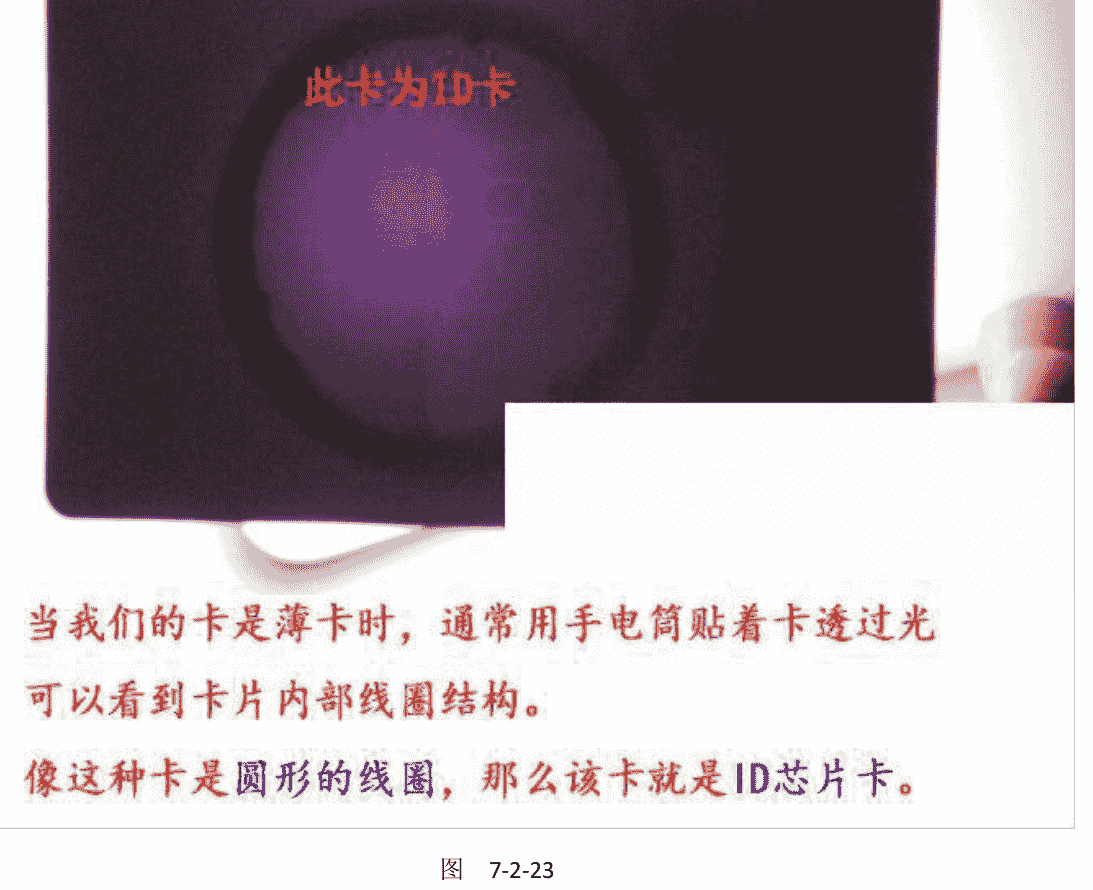 此卡为ID卡
当我们的卡是薄卡时，通常用手电筒贴着卡透过光
可以看到卡片内部线圈结构。
像这种卡是圆形的线圈，那么该卡就是ID芯片卡。
图 7-2-23